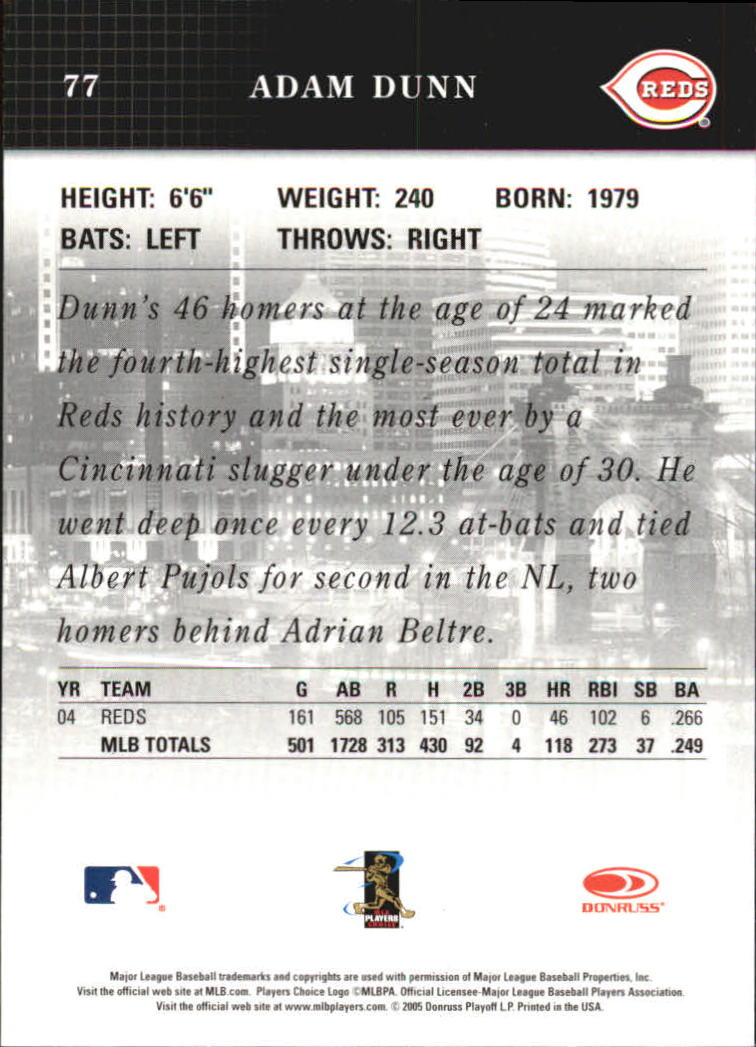 77 ADAM DUNN REDS
HEIGHT: 6'6" WEIGHT: 240 BORN: 1979
BATS: LEFT THROWS: RIGHT
Dunn's 46 homers at the age of 24 marked
the fourth-highest single-season total in
Reds history and the most ever by a
Cincinnati slugger under the age of 30. He
went deep once every 12.3 at-bats and tied
Albert Pujols for second in the NL, two
homers behind Adrian Beltre.
YR TEAM G AB R H 2B 3B HR RBI SB BA
04 REDS 161 568 105 151 34 0 46 102 6 .266
MLB TOTALS 501 1728 313 430 92 4 118 273 37 .249
MLB
PLAYERS
CHOICE
DONRUSS
Major League Baseball trademarks and copyrights are used with permission of Major League Baseball Properties, Inc.
Visit the official web site at MLB.com. Players Choice Logo ©MLBPA. Official Licensee-Major League Baseball Players Association.
Visit the official web site at www.mlbplayers.com. © 2005 Donruss Playoff L.P. Printed in the USA.